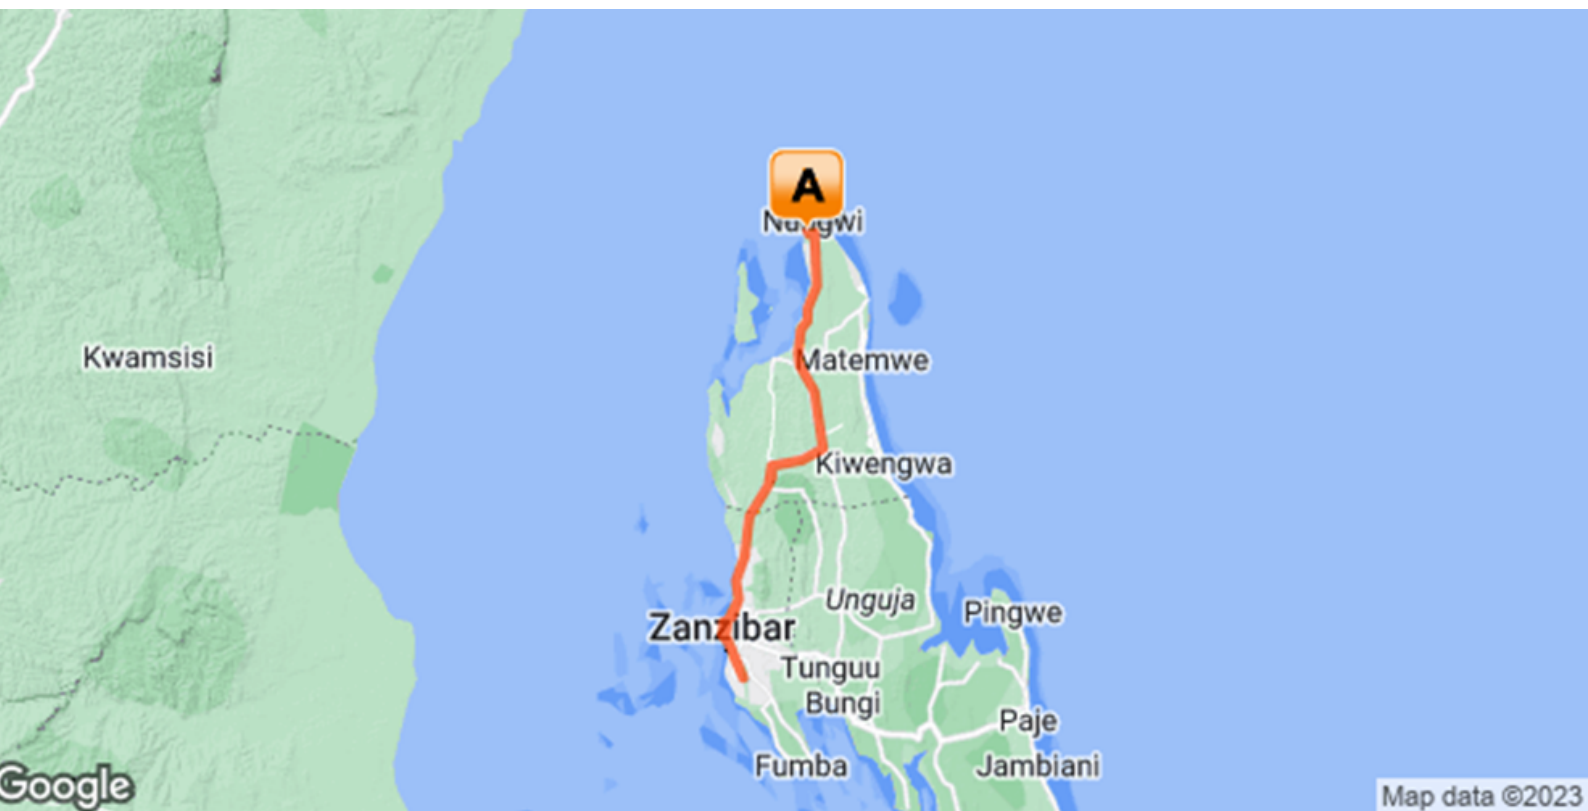 A
Kwamsisi
Matemwe
Kiwengwa
Unguja
Pingwe
Zanzibar
Tunguu
Bungi
Paje
Fumba
Jambiani
Google
Map data ©2023